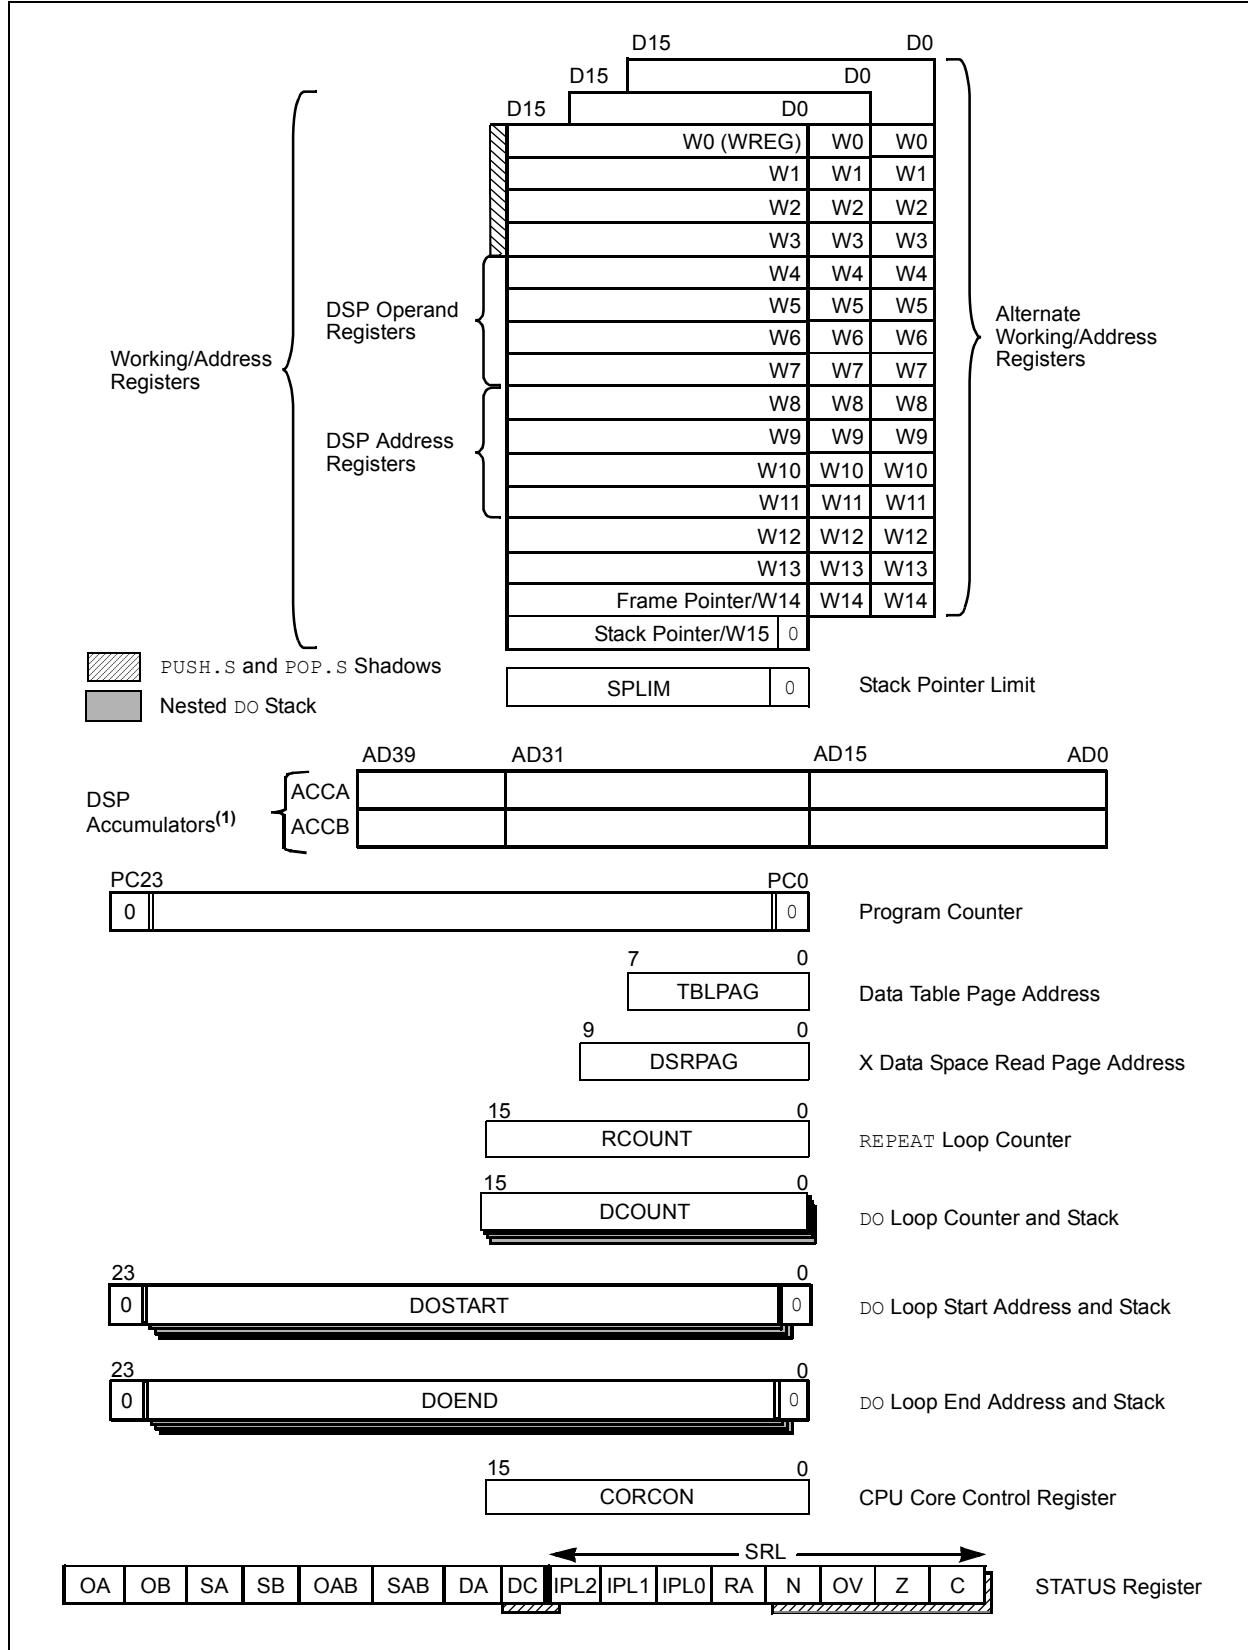 D15 D0
D15 D0
D15 D0
W0 (WREG) W0 W0
W1 W1 W1
W2 W2 W2
W3 W3 W3
W4 W4 W4
W5 W5 W5
W6 W6 W6
W7 W7 W7
W8 W8 W8
W9 W9 W9
W10 W10 W10
W11 W11 W11
W12 W12 W12
W13 W13 W13
Frame Pointer/W14 W14 W14
Stack Pointer/W15 0
Working/Address
Registers
DSP Operand
Registers
DSP Address
Registers
Alternate
Working/Address
Registers
PUSH.S and POP.S Shadows
Nested DO Stack
SPLIM 0 Stack Pointer Limit
AD39 AD31 AD15 AD0
DSP
Accumulators(1)
ACCA
ACCB
PC23 PC0
0 0 Program Counter
7 0
TBLPAG Data Table Page Address
9 0
DSRPAG X Data Space Read Page Address
15 0
RCOUNT REPEAT Loop Counter
15 0
DCOUNT DO Loop Counter and Stack
23 0
0 DOSTART 0 DO Loop Start Address and Stack
23 0
0 DOEND 0 DO Loop End Address and Stack
15 0
CORCON CPU Core Control Register
SRL
OA OB SA SB OAB SAB DA DC IPL2 IPL1 IPL0 RA N OV Z C STATUS Register